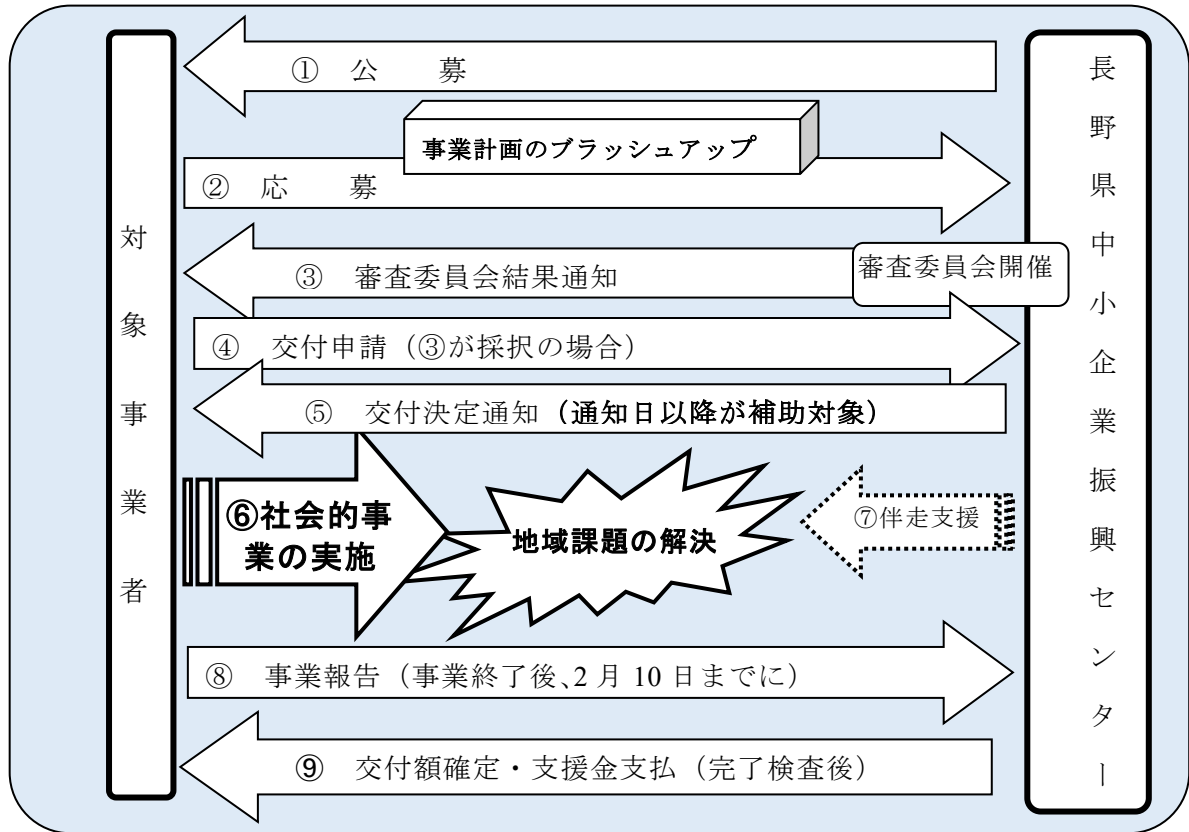 対象事業者
長野県中小企業振興センター
① 公 募
事業計画のブラッシュアップ
② 応 募
審査委員会開催
③ 審査委員会結果通知
④ 交付申請（③が採択の場合）
⑤ 交付決定通知（通知日以降が補助対象）
⑥社会的事
業の実施
地域課題の解決
⑦伴走支援
⑧ 事業報告（事業終了後、2月10日までに）
⑨ 交付額確定・支援金支払（完了検査後）